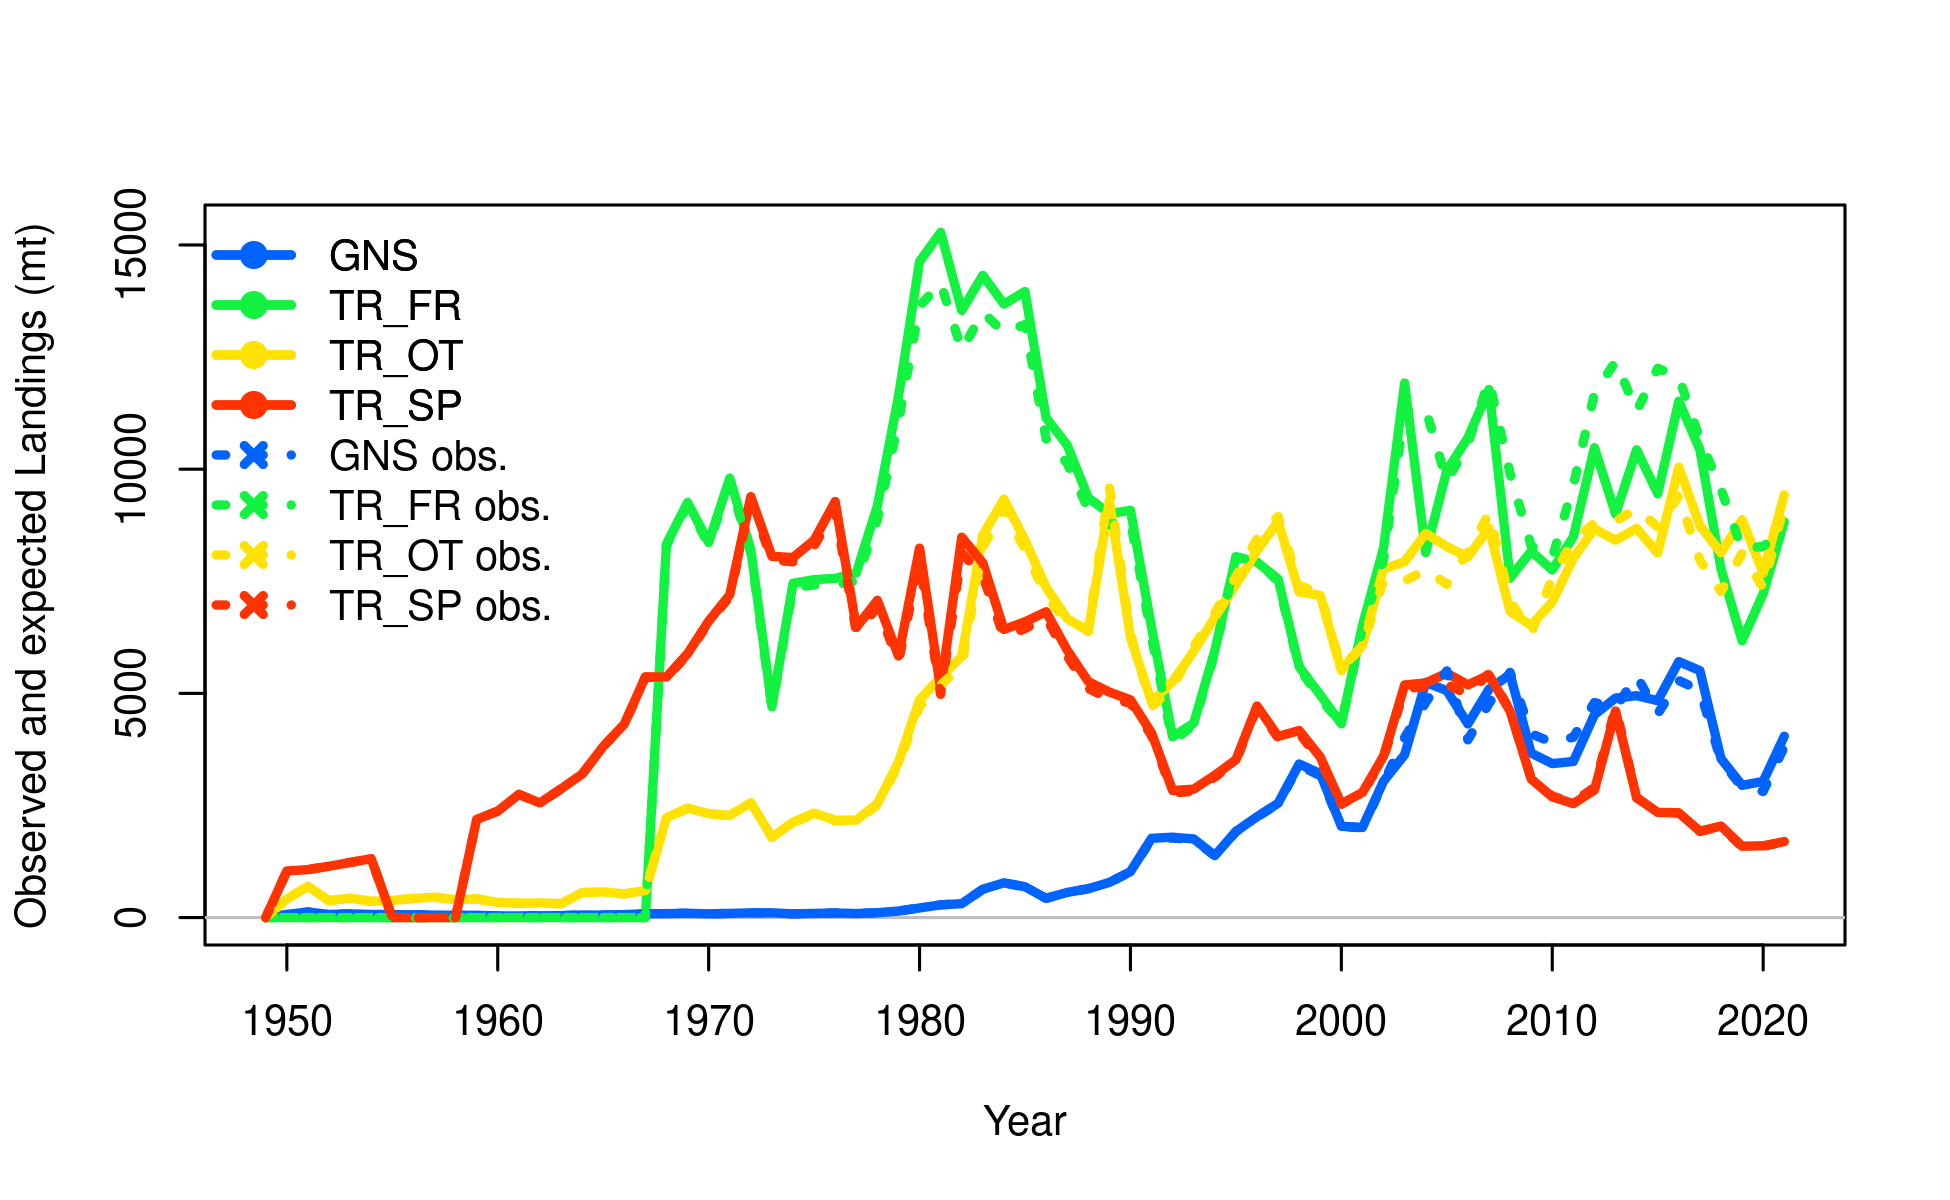 Observed and expected Landings (mt)
15000
10000
5000
0
GNS
TR_FR
TR_OT
TR_SP
GNS obs.
TR_FR obs.
TR_OT obs.
TR_SP obs.
1950 1960 1970 1980 1990 2000 2010 2020
Year